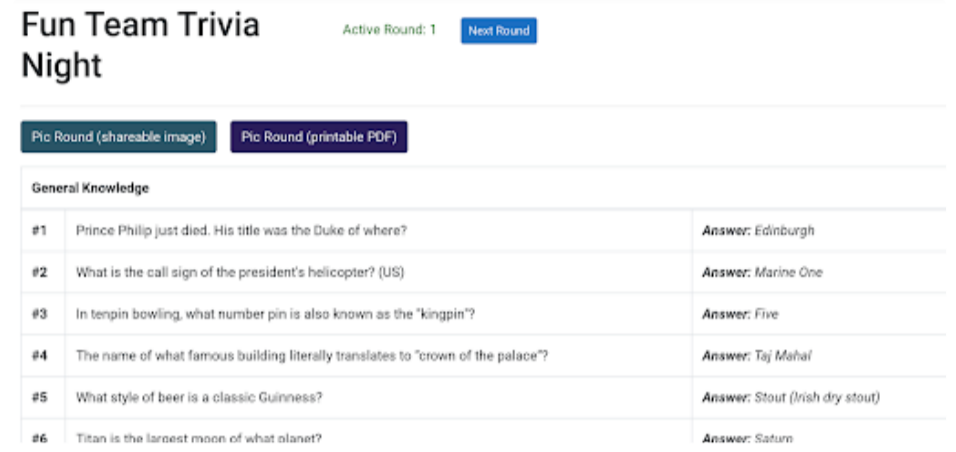 Fun Team Trivia
Night
Active Round: 1
Next Round
Pic Round (shareable image)
Pic Round (printable PDF)
General Knowledge
#1 Prince Philip just died. His title was the Duke of where? Answer: Edinburgh
#2 What is the call sign of the president's helicopter? (US) Answer: Marine One
#3 In tenpin bowling, what number pin is also known as the "kingpin"? Answer: Five
#4 The name of what famous building literally translates to "crown of the palace"? Answer: Taj Mahal
#5 What style of beer is a classic Guinness? Answer: Stout (Irish dry stout)
#6 Titan is the largest moon of what planet? Answer: Saturn